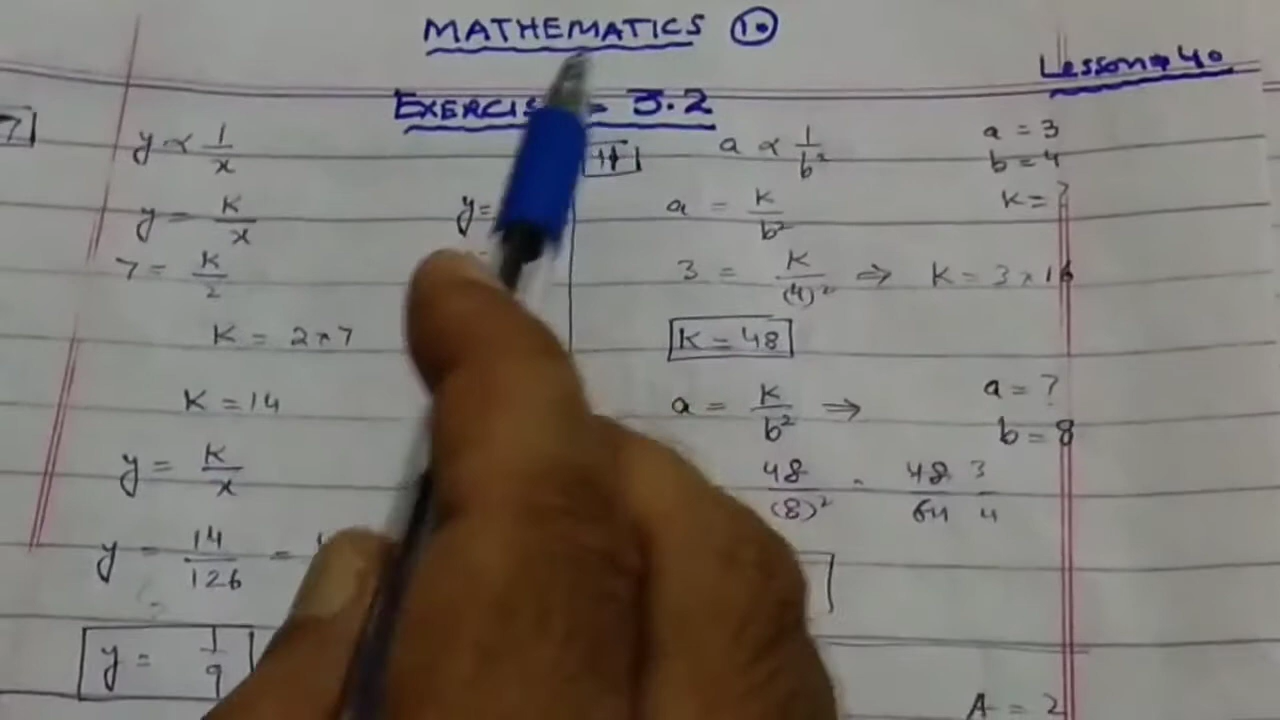 MATHEMATICS 10
Lesson # 40
EXERCISE 3.2
7
y ∝ 1/x
y = K/x
7 = K/2
K = 2×7
K = 14
y = K/x
y = 14/126 =
y = 1/9
y =
11
a ∝ 1/b²
a = 3
b = 4
a = K/b²
K = ?
3 = K/(4)² ⇒ K = 3×16
K = 48
a = K/b² ⇒
a = ?
b = 8
48/(8)² = 48/64 3/4
A = 2